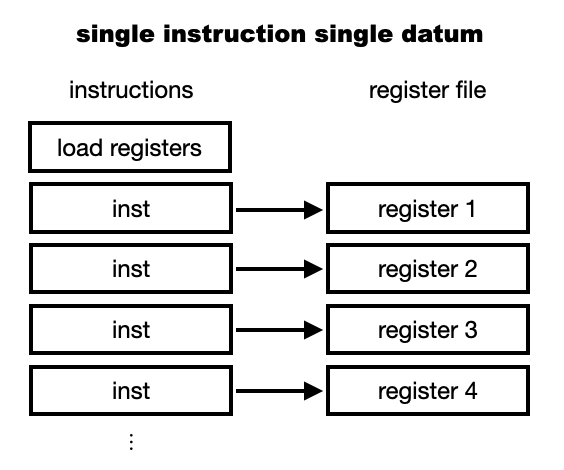 single instruction single datum
instructions register file
load registers
inst register 1
inst register 2
inst register 3
inst register 4
⋮